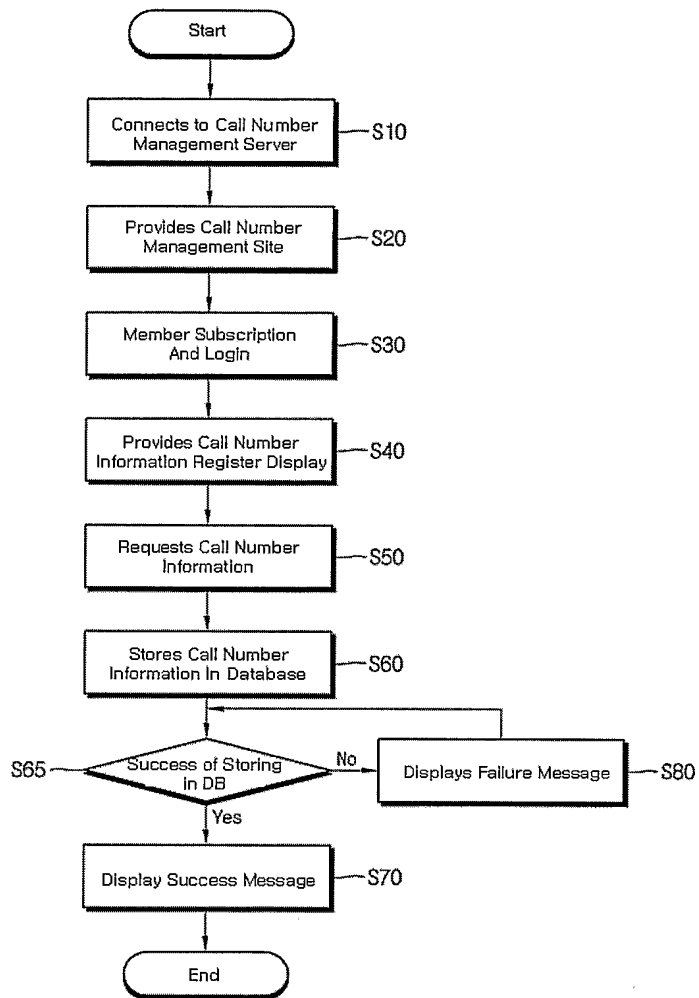 Start
Connects to Call Number
Management Server
S10
Provides Call Number
Management Site
S20
Member Subscription
And Login
S30
Provides Call Number
Information Register Display
S40
Requests Call Number
Information
S50
Stores Call Number
Information In Database
S60
S65
Success of Storing
in DB
No
Displays Failure Message
S80
Yes
Display Success Message
S70
End